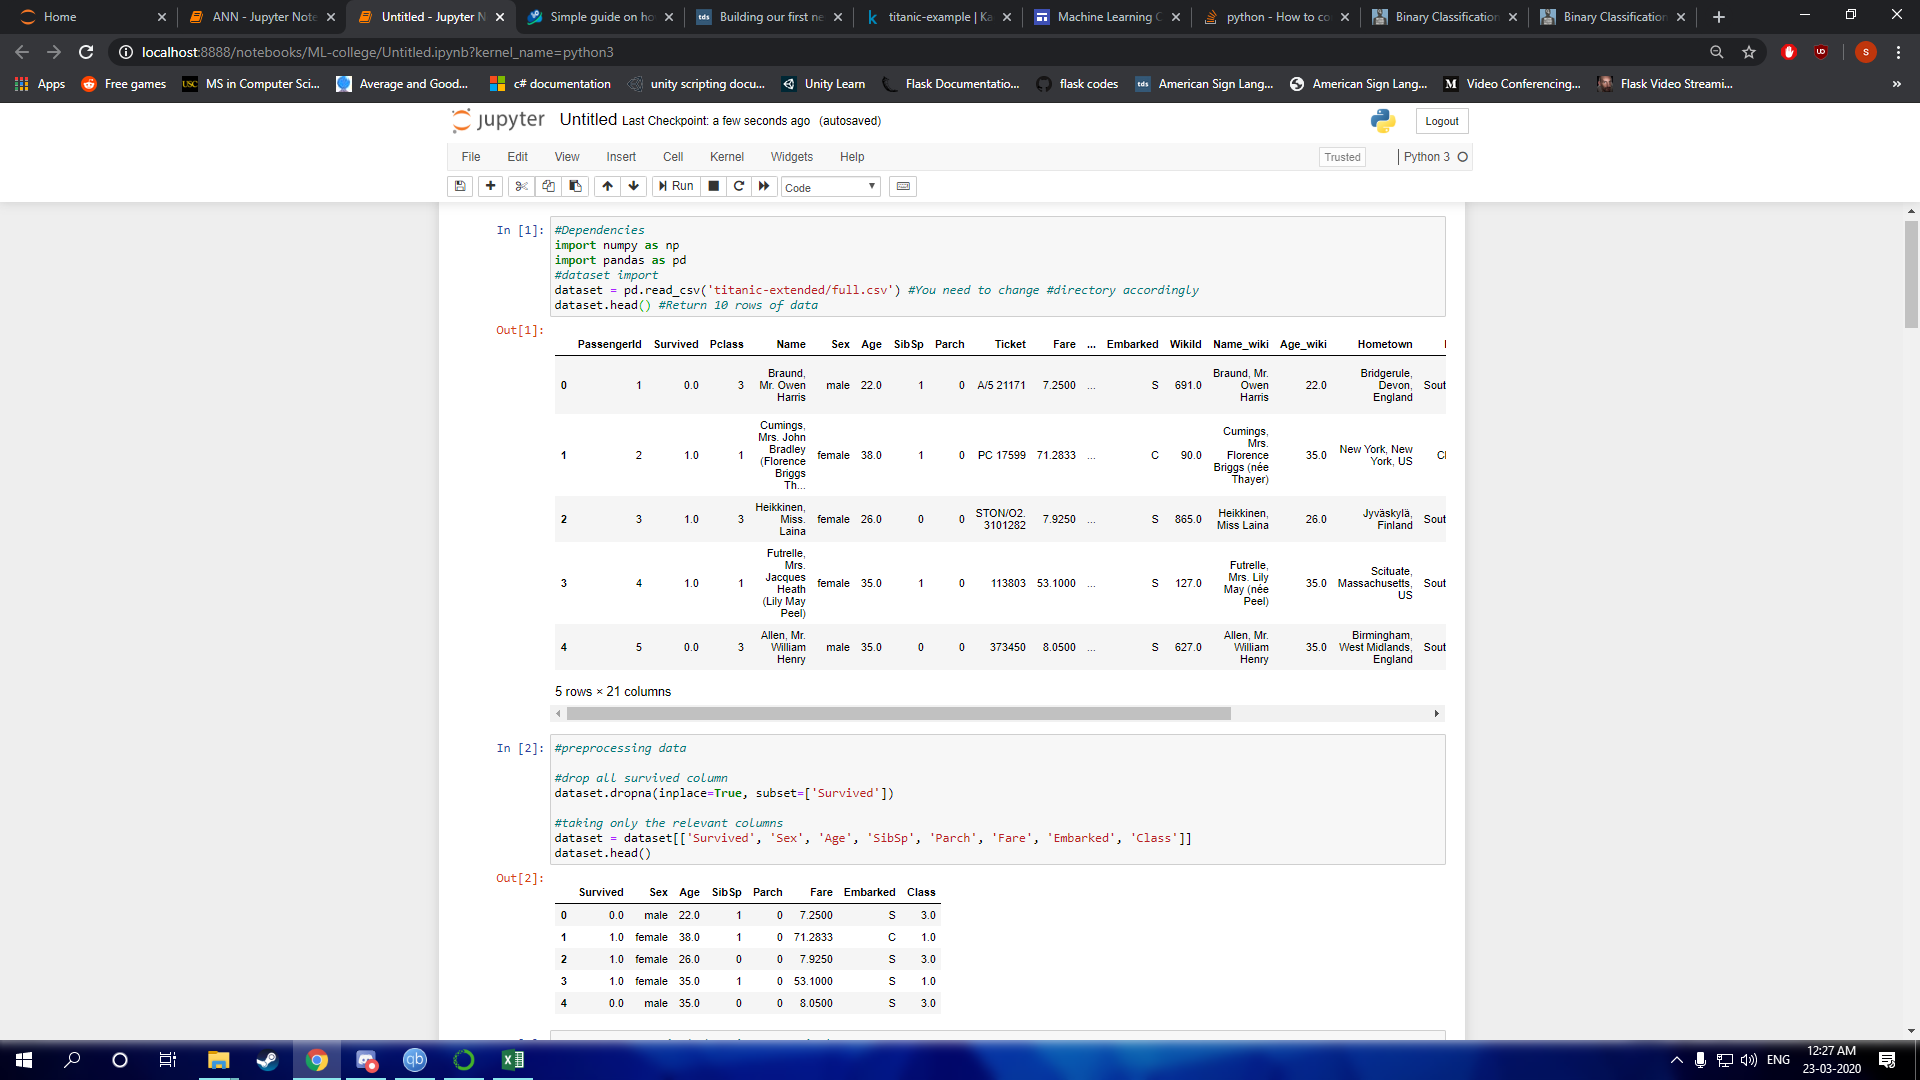 Home
ANN - Jupyter Note
Untitled - Jupyter N
Simple guide on ho
Building our first ne
titanic-example | Ka
Machine Learning C
python - How to co
Binary Classification
Binary Classification
localhost:8888/notebooks/ML-college/Untitled.ipynb?kernel_name=python3
Apps
Free games
MS in Computer Sci...
Average and Good...
c# documentation
unity scripting docu...
Unity Learn
Flask Documentatio...
flask codes
American Sign Lang...
American Sign Lang...
Video Conferencing...
Flask Video Streami...
jupyter Untitled Last Checkpoint: a few seconds ago (autosaved) Logout
File Edit View Insert Cell Kernel Widgets Help Trusted Python 3
Run Code
In [1]: #Dependencies
import numpy as np
import pandas as pd
#dataset import
dataset = pd.read_csv('titanic-extended/full.csv') #You need to change #directory accordingly
dataset.head() #Return 10 rows of data
Out[1]:
PassengerId Survived Pclass Name Sex Age SibSp Parch Ticket Fare ... Embarked WikiId Name_wiki Age_wiki Hometown
0 1 0.0 3 Braund, Mr. Owen Harris male 22.0 1 0 A/5 21171 7.2500 ... S 691.0 Braund, Mr. Owen Harris 22.0 Bridgerule, Devon, England Sout
1 2 1.0 1 Cumings, Mrs. John Bradley (Florence Briggs Th... female 38.0 1 0 PC 17599 71.2833 ... C 90.0 Cumings, Mrs. Florence Briggs (née Thayer) 35.0 New York, New York, US
2 3 1.0 3 Heikkinen, Miss. Laina female 26.0 0 0 STON/O2. 3101282 7.9250 ... S 865.0 Heikkinen, Miss Laina 26.0 Jyväskylä, Finland Sout
3 4 1.0 1 Futrelle, Mrs. Jacques Heath (Lily May Peel) female 35.0 1 0 113803 53.1000 ... S 127.0 Futrelle, Mrs. Lily May (née Peel) 35.0 Scituate, Massachusetts, US Sout
4 5 0.0 3 Allen, Mr. William Henry male 35.0 0 0 373450 8.0500 ... S 627.0 Allen, Mr. William Henry 35.0 Birmingham, West Midlands, England Sout
5 rows × 21 columns
In [2]: #preprocessing data
#drop all survived column
dataset.dropna(inplace=True, subset=['Survived'])
#taking only the relevant columns
dataset = dataset[['Survived', 'Sex', 'Age', 'SibSp', 'Parch', 'Fare', 'Embarked', 'Class']]
dataset.head()
Out[2]:
Survived Sex Age SibSp Parch Fare Embarked Class
0 0.0 male 22.0 1 0 7.2500 S 3.0
1 1.0 female 38.0 1 0 71.2833 C 1.0
2 1.0 female 26.0 0 0 7.9250 S 3.0
3 1.0 female 35.0 1 0 53.1000 S 1.0
4 0.0 male 35.0 0 0 8.0500 S 3.0
ENG
12:27 AM
23-03-2020